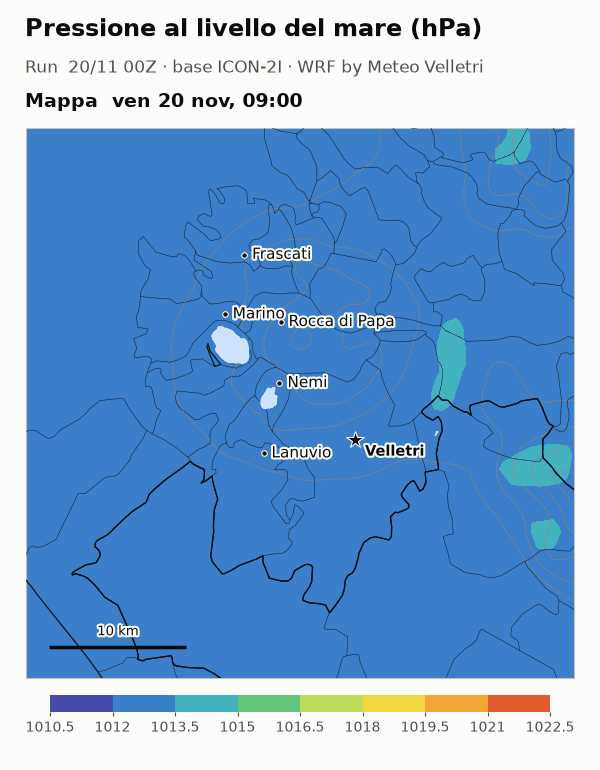 Pressione al livello del mare (hPa)
Run  20/11 00Z · base ICON-2I · WRF by Meteo Velletri
Mappa  ven 20 nov, 09:00
Frascati
Marino
Rocca di Papa
Nemi
Velletri
Lanuvio
10 km
1010.5 1012 1013.5 1015 1016.5 1018 1019.5 1021 1022.5